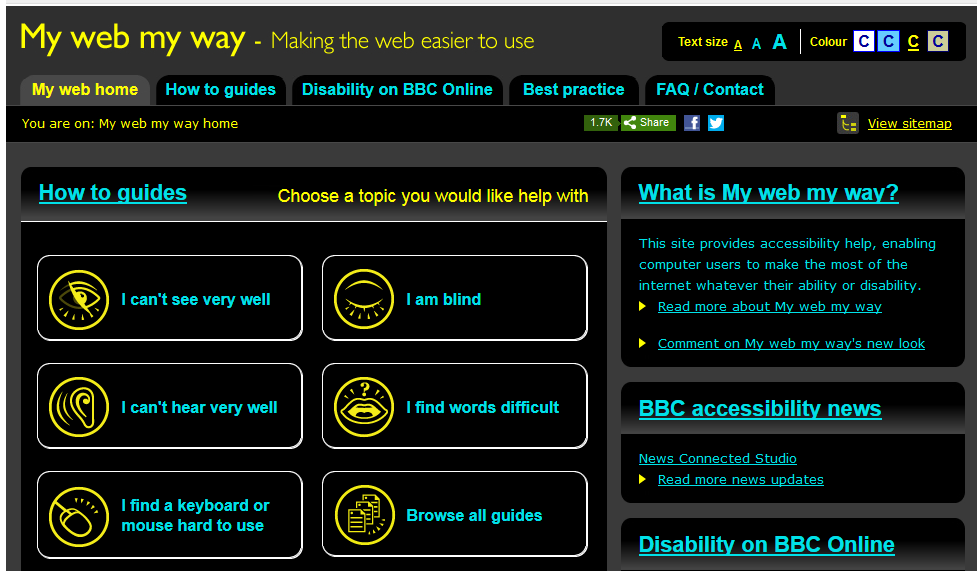 My web my way - Making the web easier to use
Text size A A A Colour C C C C
My web home How to guides Disability on BBC Online Best practice FAQ / Contact
You are on: My web my way home
1.7K Share f
View sitemap
How to guides
Choose a topic you would like help with
I can't see very well
I am blind
I can't hear very well
?
I find words difficult
I find a keyboard or
mouse hard to use
Browse all guides
What is My web my way?
This site provides accessibility help, enabling
computer users to make the most of the
internet whatever their ability or disability.
Read more about My web my way
Comment on My web my way's new look
BBC accessibility news
News Connected Studio
Read more news updates
Disability on BBC Online